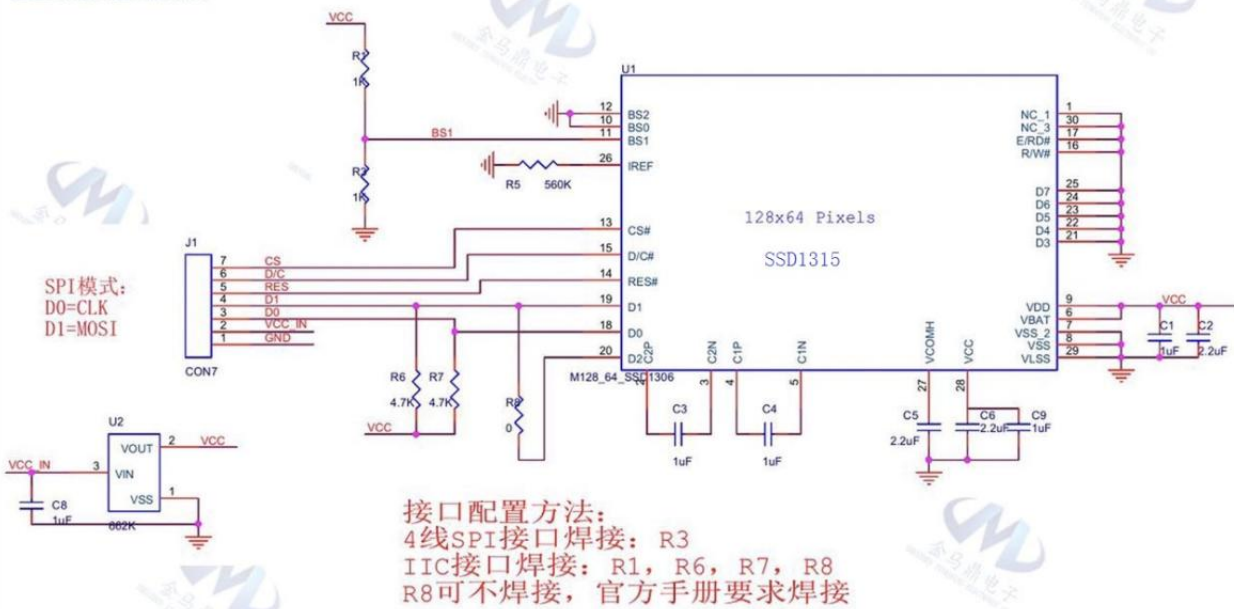 VCC
R1
1K
BS1
1K
U1
12
10
11
26
BS2
BS0
BS1
IREF
R5
560K
13
15
14
19
18
20
CS#
D/C#
RES#
D1
D0
D2
128x64 Pixels
SSD1315
NC_1
NC_3
E/RD#
R/W#
D7
D6
D5
D4
D3
VDD
VBAT
VSS_2
VSS
VLSS
1
30
17
16
25
24
23
22
21
9
6
7
8
29
VCC
C1
1uF
C2
2.2uF
J1
7
6
5
4
3
2
1
CS
D/C
RES
D1
D0
VCC_IN
GND
CON7
SPI模式:
D0=CLK
D1=MOSI
R6
4.7K
R7
4.7K
R8
0
VCC
M128_64_SSD1306
C2P
C2N
C1P
C1N
VCOMH
VCC
2
3
4
5
27
28
C3
1uF
C4
1uF
C5
2.2uF
C6
2.2uF
C9
1uF
U2
VOUT
VIN
VSS
2
3
1
VCC
VCC_IN
C8
1uF
662K
接口配置方法:
4线SPI接口焊接: R3
IIC接口焊接: R1, R6, R7, R8
R8可不焊接, 官方手册要求焊接
金马鼎电子